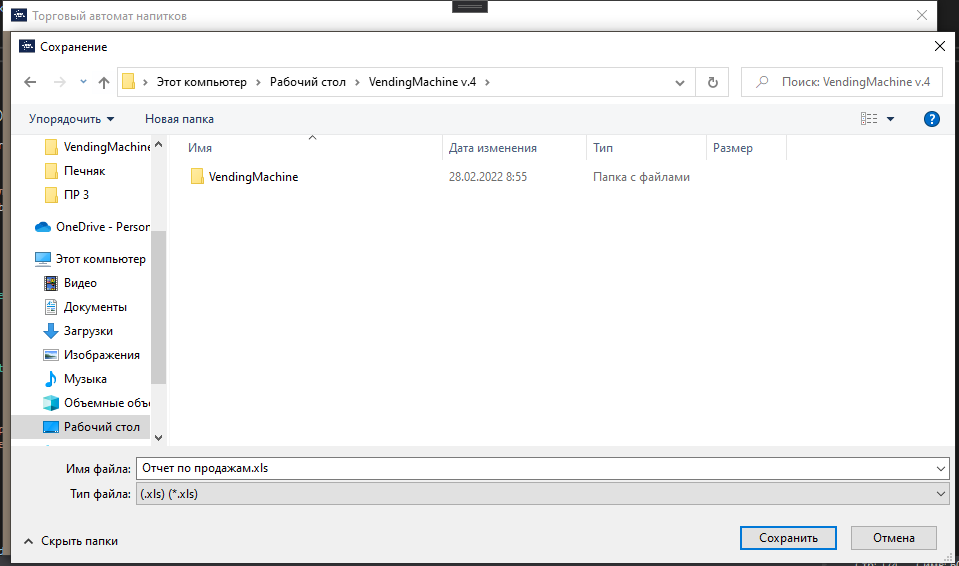 Торговый автомат напитков
Сохранение
Этот компьютер > Рабочий стол > VendingMachine v.4 >
Поиск: VendingMachine v.4
Упорядочить
Новая папка
?
VendingMachine
Печняк
ПР 3
OneDrive - Person
Этот компьютер
Видео
Документы
Загрузки
Изображения
Музыка
Объемные объе
Рабочий стол
Имя Дата изменения Тип Размер
VendingMachine 28.02.2022 8:55 Папка с файлами
Имя файла: Отчет по продажам.xls
Тип файла: (.xls) (*.xls)
Скрыть папки
Сохранить
Отмена